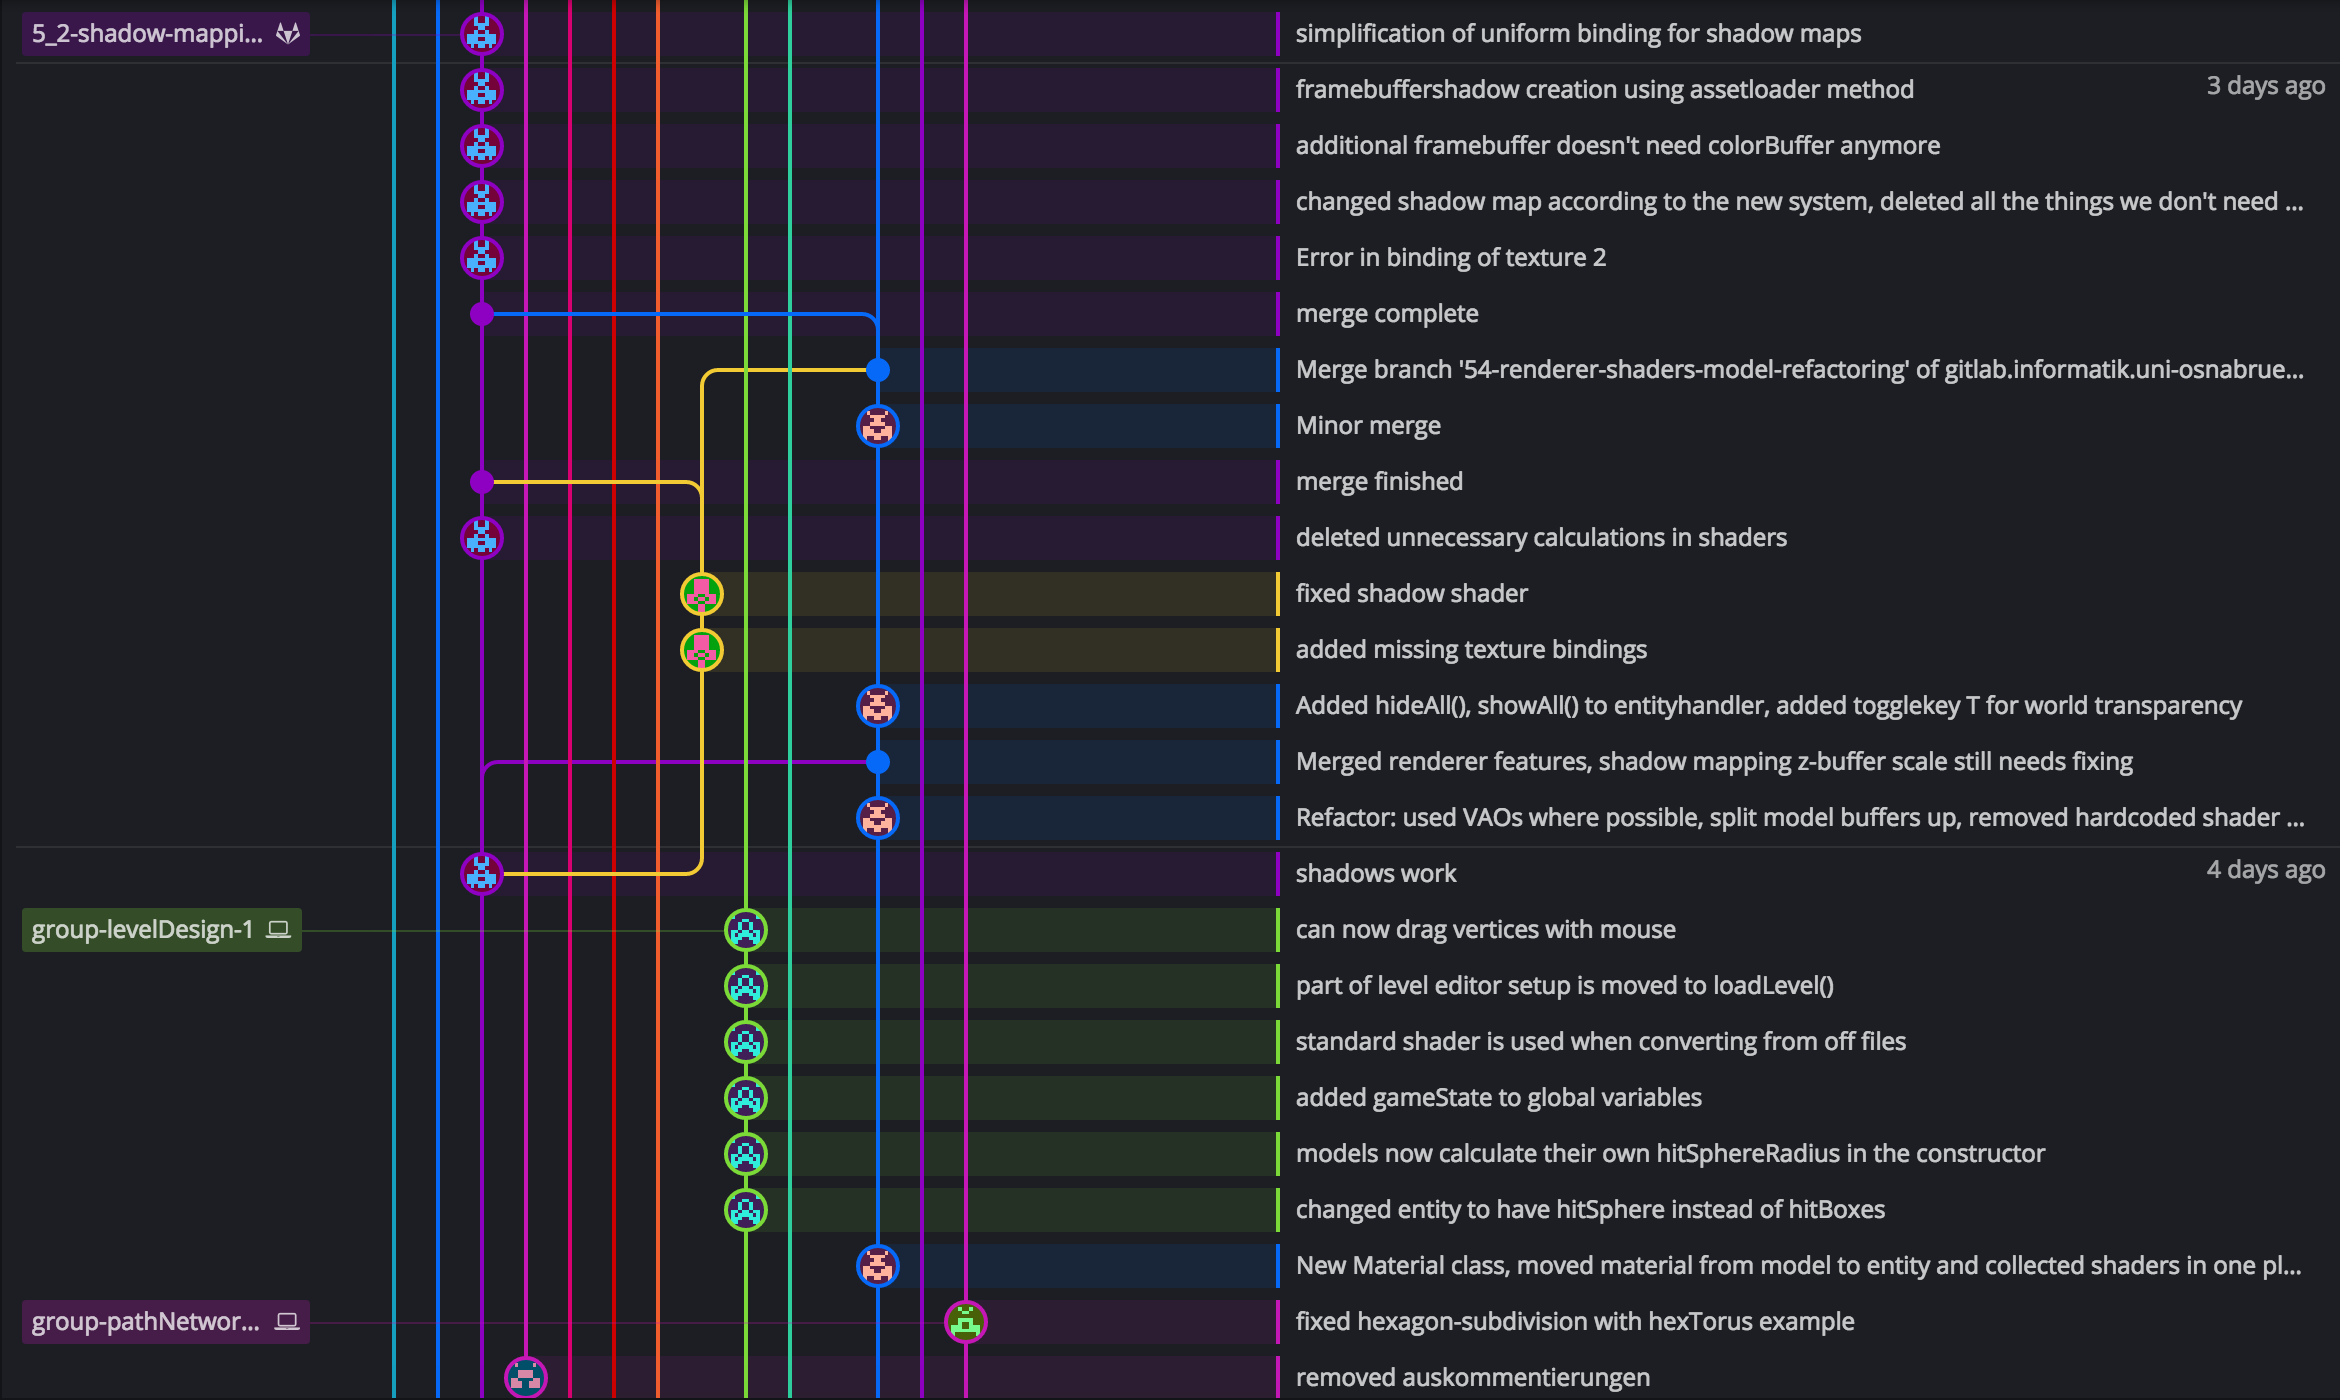 5_2-shadow-mappi...
simplification of uniform binding for shadow maps
framebuffershadow creation using assetloader method
3 days ago
additional framebuffer doesn't need colorBuffer anymore
changed shadow map according to the new system, deleted all the things we don't need ...
Error in binding of texture 2
merge complete
Merge branch '54-renderer-shaders-model-refactoring' of gitlab.informatik.uni-osnabrue...
Minor merge
merge finished
deleted unnecessary calculations in shaders
fixed shadow shader
added missing texture bindings
Added hideAll(), showAll() to entityhandler, added togglekey T for world transparency
Merged renderer features, shadow mapping z-buffer scale still needs fixing
Refactor: used VAOs where possible, split model buffers up, removed hardcoded shader ...
shadows work
4 days ago
group-levelDesign-1
can now drag vertices with mouse
part of level editor setup is moved to loadLevel()
standard shader is used when converting from off files
added gameState to global variables
models now calculate their own hitSphereRadius in the constructor
changed entity to have hitSphere instead of hitBoxes
New Material class, moved material from model to entity and collected shaders in one pl...
group-pathNetwor...
fixed hexagon-subdivision with hexTorus example
removed auskommentierungen